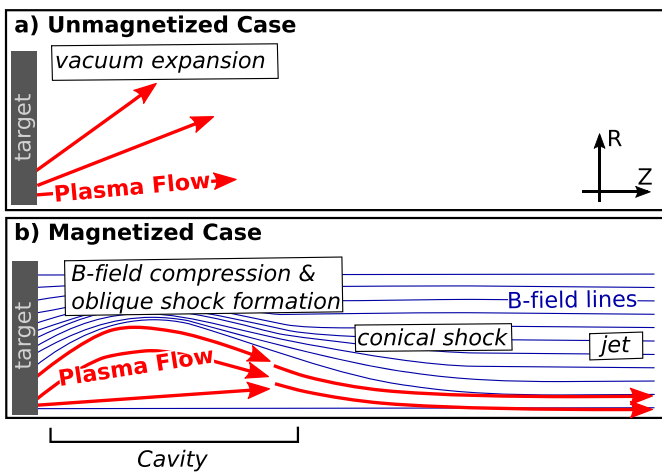 a) Unmagnetized Case
vacuum expansion
target
Plasma Flow
R
Z
b) Magnetized Case
B-field compression &
oblique shock formation
B-field lines
conical shock
jet
target
Plasma Flow
Cavity